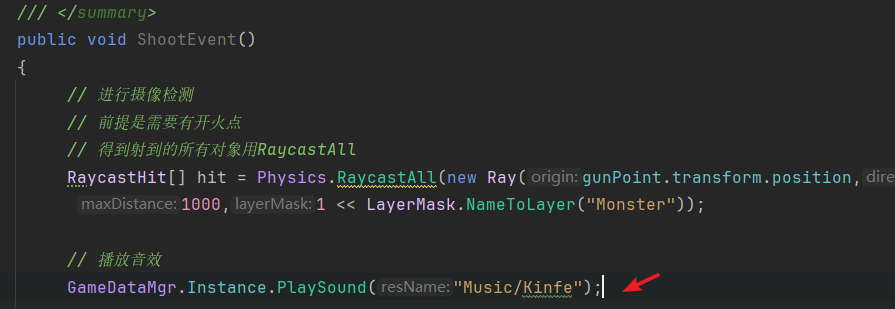 /// </summary>
public void ShootEvent()
{
// 进行摄像检测
// 前提是需要有开火点
// 得到射到的所有对象用RaycastAll
RaycastHit[] hit = Physics.RaycastAll(new Ray( origin: gunPoint.transform.position, dire
maxDistance: 1000, layerMask: 1 << LayerMask.NameToLayer("Monster"));
// 播放音效
GameDataMgr.Instance.PlaySound( resName: "Music/Kinfe");